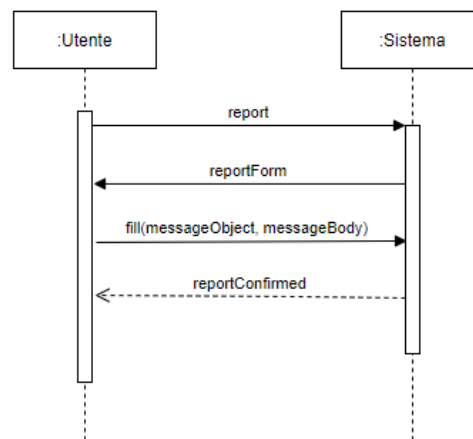 :Utente
:Sistema
report
reportForm
fill(messageObject, messageBody)
reportConfirmed